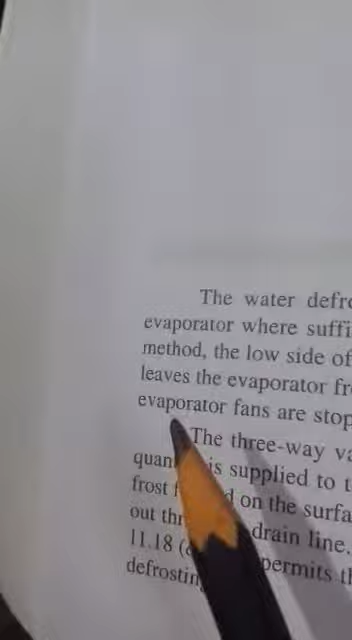 The water defro
evaporator where suffi
method, the low side of
leaves the evaporator fr
evaporator fans are stop
The three-way va
quan is supplied to t
frost f d on the surfa
out thr drain line.
11.18 ( permits th
defrostin